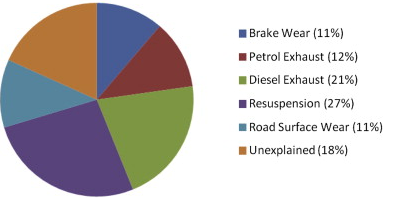 Brake Wear (11%)
Petrol Exhaust (12%)
Diesel Exhaust (21%)
Resuspension (27%)
Road Surface Wear (11%)
Unexplained (18%)